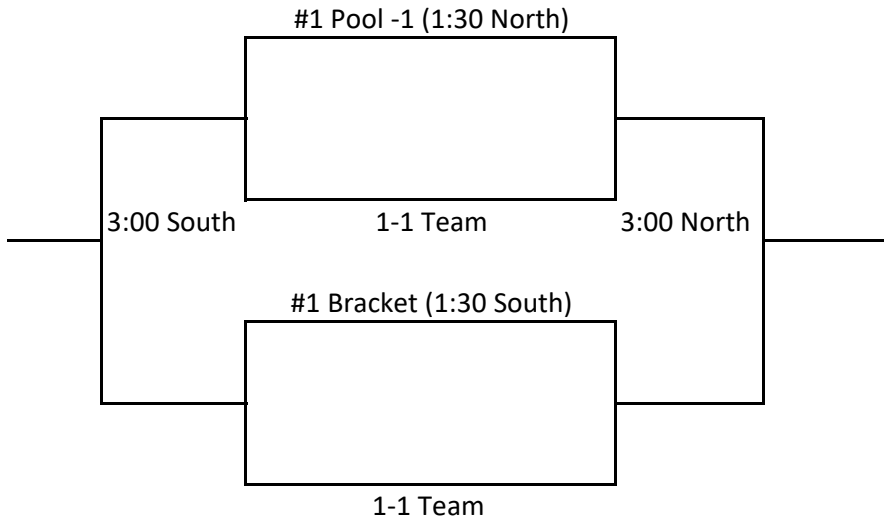 #1 Pool -1 (1:30 North)
3:00 South
1-1 Team
3:00 North
#1 Bracket (1:30 South)
1-1 Team